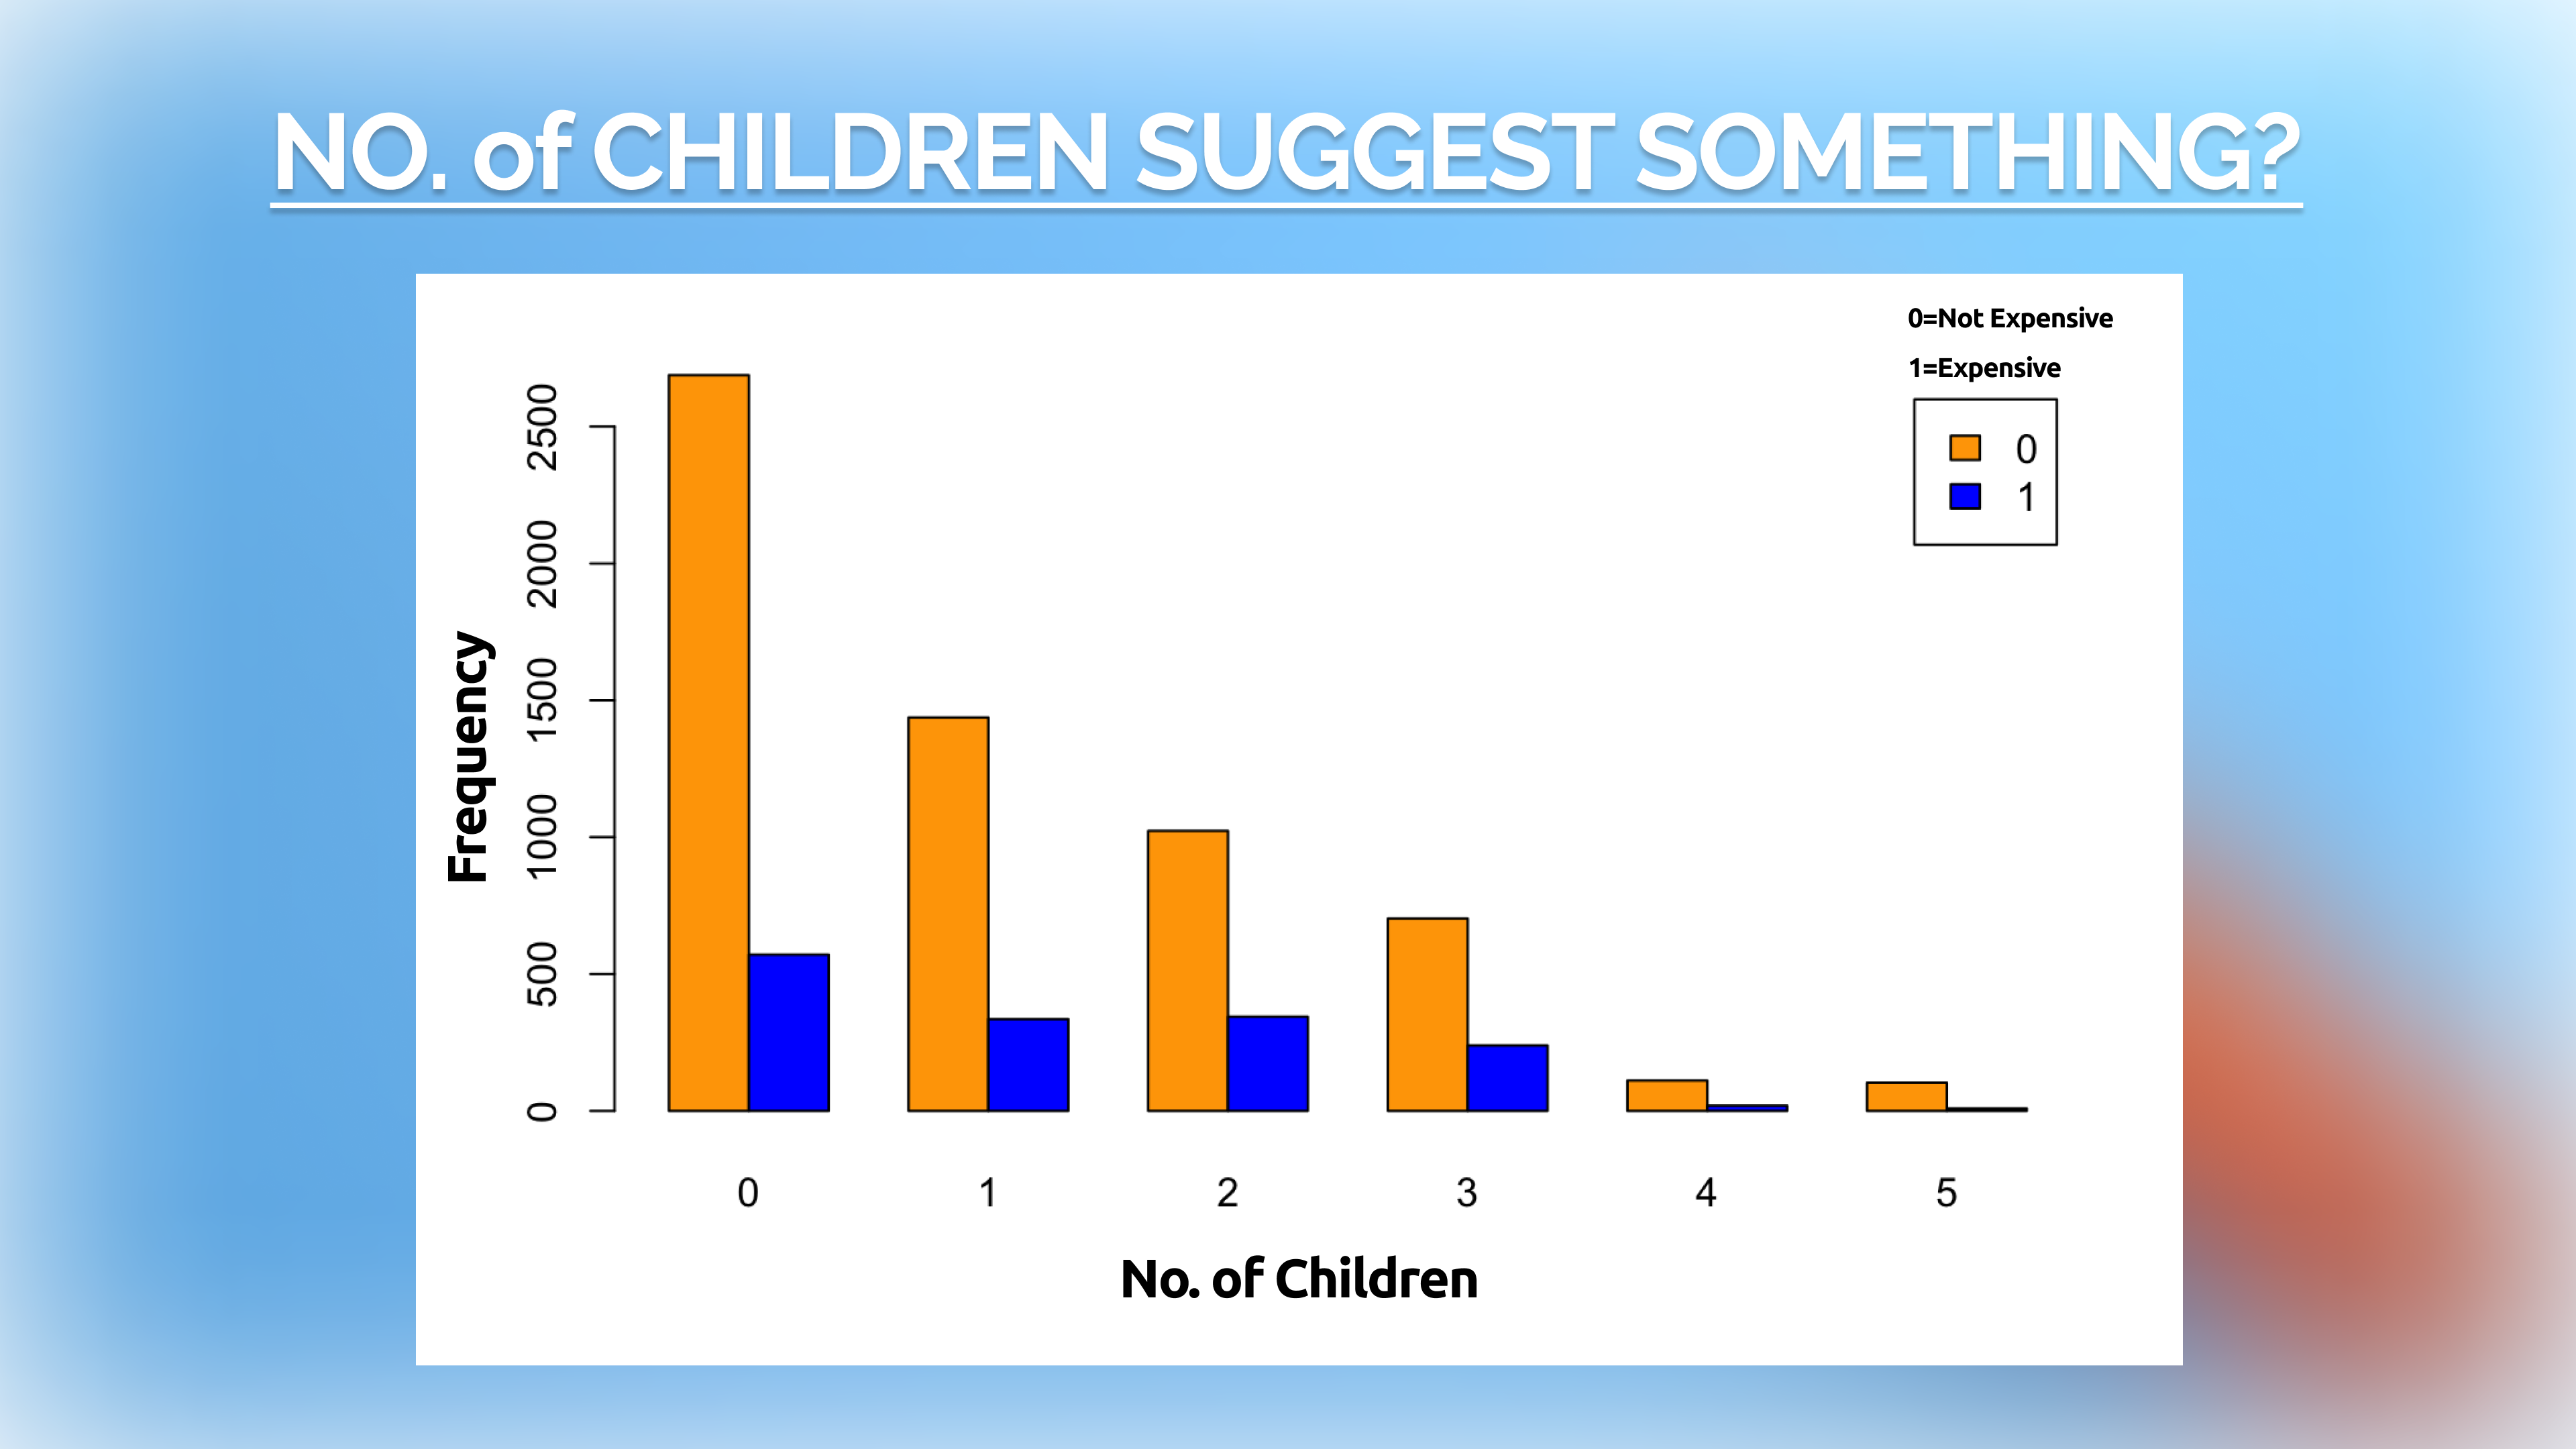 NO. of CHILDREN SUGGEST SOMETHING?
0=Not Expensive
1=Expensive
0
1
Frequency
2500
2000
1500
1000
500
0
0 1 2 3 4 5
No. of Children